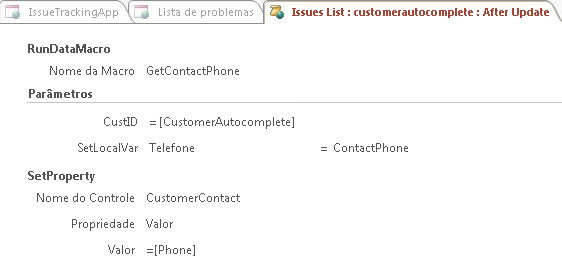 IssueTrackingApp Lista de problemas Issues List : customerautocomplete : After Update
RunDataMacro
Nome da Macro GetContactPhone
Parâmetros
CustID =[CustomerAutocomplete]
SetLocalVar Telefone = ContactPhone
SetProperty
Nome do Controle CustomerContact
Propriedade Valor
Valor =[Phone]